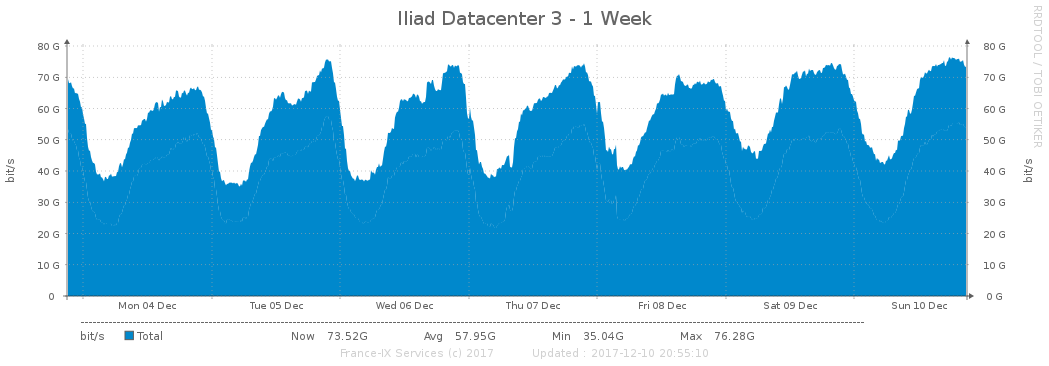 Iliad Datacenter 3 - 1 Week
RRDTOOL / TOBI OETIKER
bit/s
80 G
70 G
60 G
50 G
40 G
30 G
20 G
10 G
0
80 G
70 G
60 G
50 G
40 G
30 G
20 G
10 G
0 G
bit/s
Mon 04 Dec Tue 05 Dec Wed 06 Dec Thu 07 Dec Fri 08 Dec Sat 09 Dec Sun 10 Dec
bit/s Total Now 73.52G Avg 57.95G Min 35.04G Max 76.28G
France-IX Services (c) 2017 Updated : 2017-12-10 20:55:10